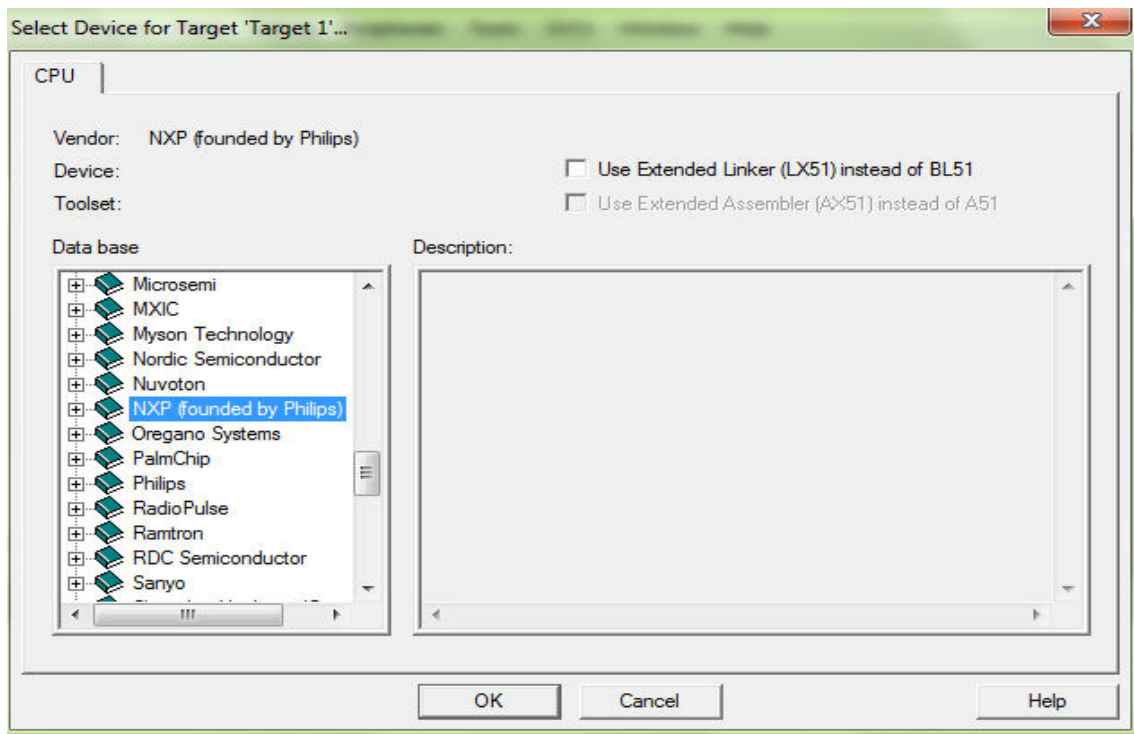 Select Device for Target 'Target 1'...
CPU
Vendor: NXP (founded by Philips)
Device:
Use Extended Linker (LX51) instead of BL51
Toolset:
Use Extended Assembler (AX51) instead of A51
Data base
Description:
Microsemi
MXIC
Myson Technology
Nordic Semiconductor
Nuvoton
NXP (founded by Philips)
Oregano Systems
PalmChip
Philips
RadioPulse
Ramtron
RDC Semiconductor
Sanyo
OK
Cancel
Help